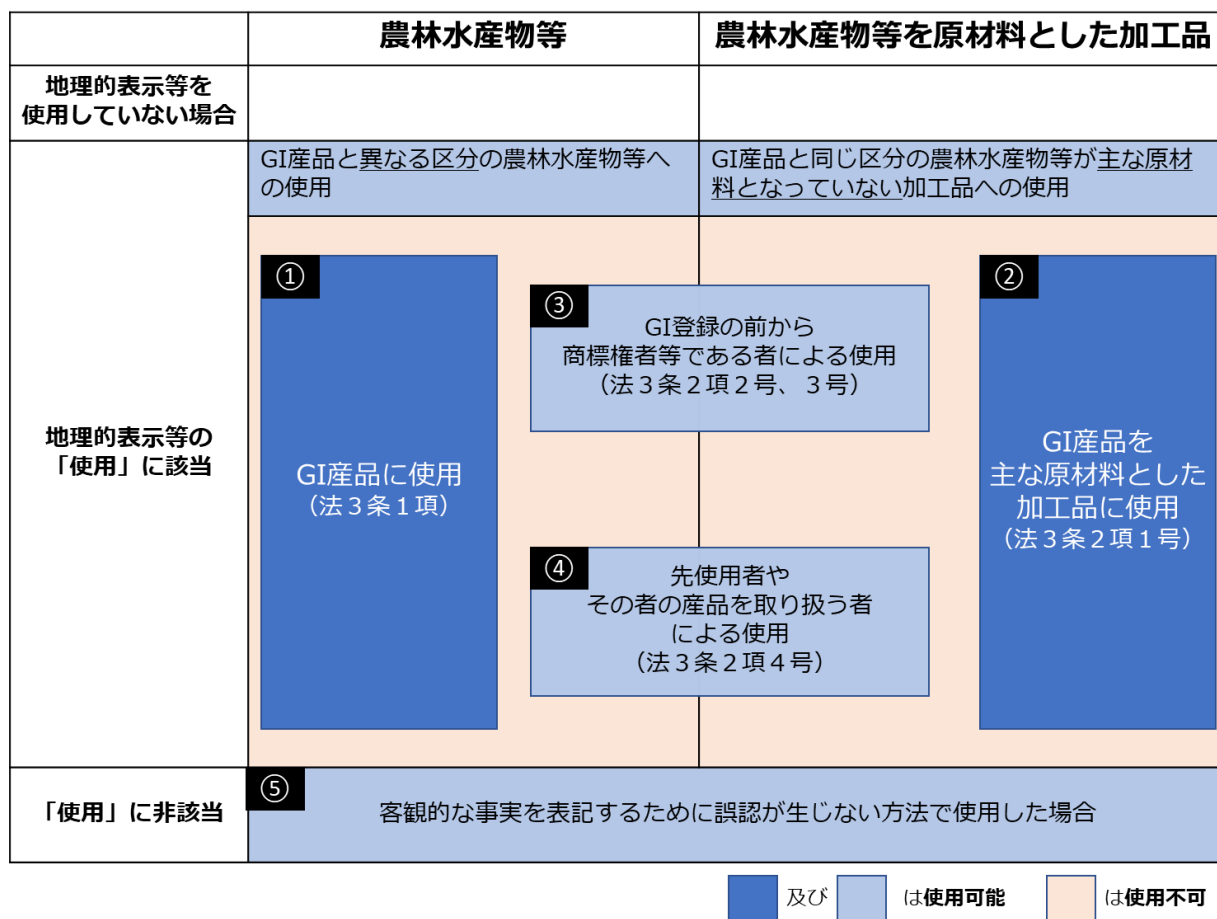 農林水産物等
農林水産物等を原材料とした加工品
地理的表示等を
使用していない場合
GI産品と異なる区分の農林水産物等へ
の使用
GI産品と同じ区分の農林水産物等が主な原材
料となっていない加工品への使用
地理的表示等の
「使用」に該当
①
GI産品に使用
（法３条１項）
③
GI登録の前から
商標権者等である者による使用
（法３条２項２号、３号）
②
GI産品を
主な原材料とした
加工品に使用
（法３条２項１号）
④
先使用者や
その者の産品を取り扱う者
による使用
（法３条２項４号）
「使用」に非該当
⑤
客観的な事実を表記するために誤認が生じない方法で使用した場合
及び
は使用可能
は使用不可